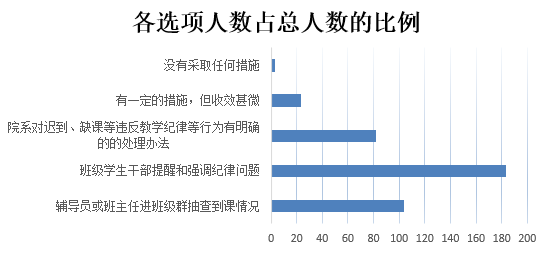 各选项人数占总人数的比例
没有采取任何措施
有一定的措施，但收效甚微
院系对迟到、缺课等违反教学纪律等行为有明确
的的处理办法
班级学生干部提醒和强调纪律问题
辅导员或班主任进班级群抽查到课情况
0 20 40 60 80 100 120 140 160 180 200